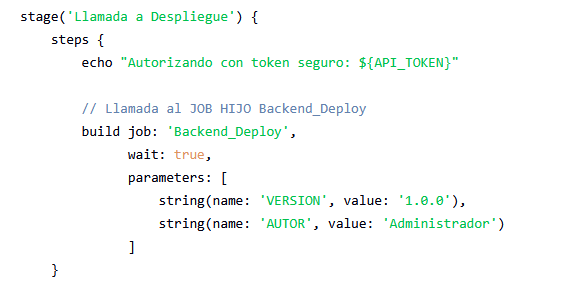 stage('Llamada a Despliegue') {
    steps {
        echo "Autorizando con token seguro: ${API_TOKEN}"

        // Llamada al JOB HIJO Backend_Deploy
        build job: 'Backend_Deploy',
              wait: true,
              parameters: [
                  string(name: 'VERSION', value: '1.0.0'),
                  string(name: 'AUTOR', value: 'Administrador')
              ]
    }